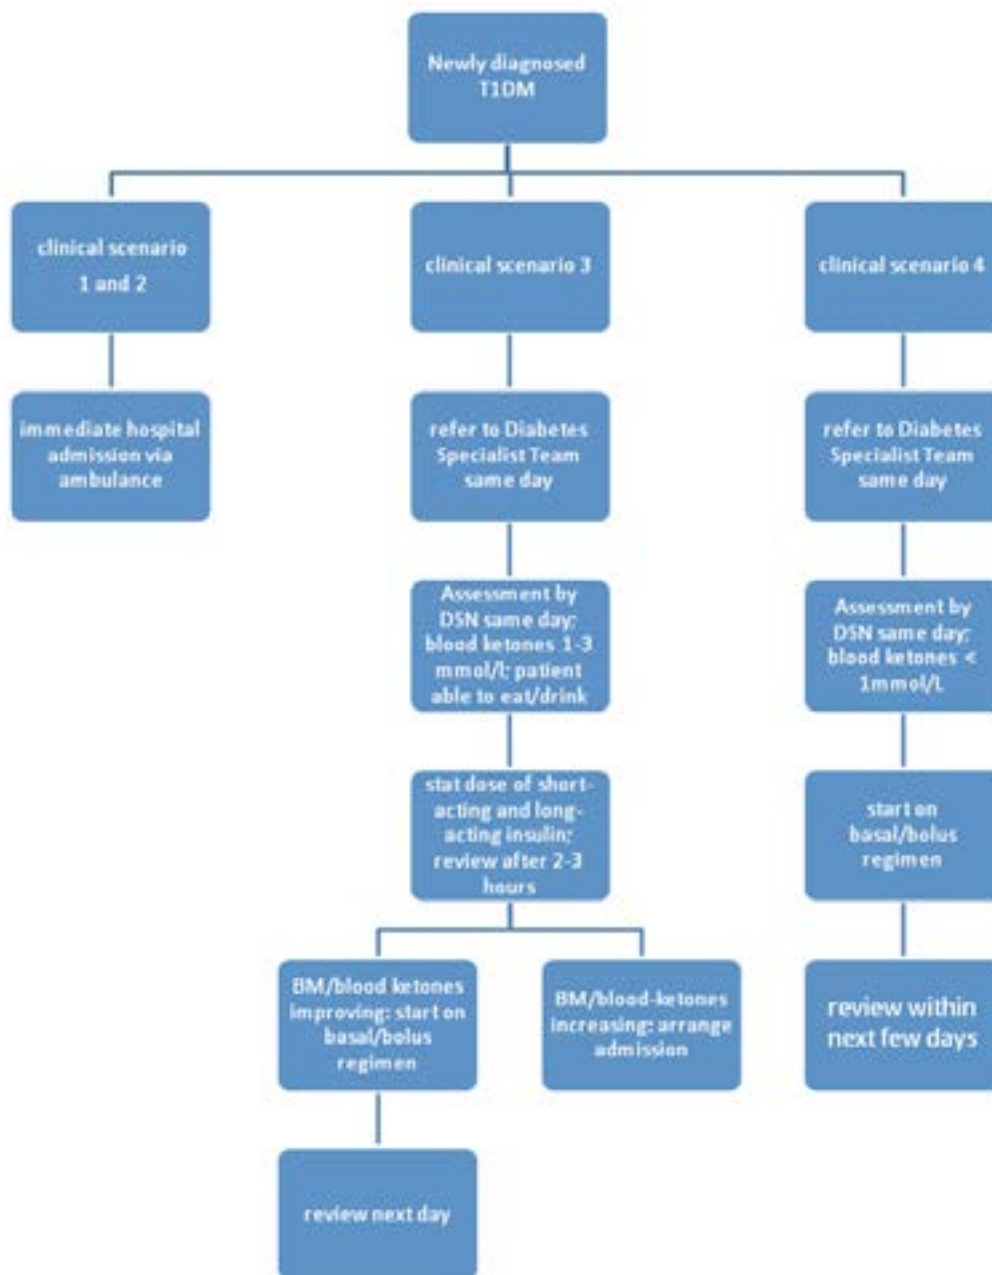 Newly diagnosed
T1DM
clinical scenario
1 and 2
clinical scenario 3
clinical scenario 4
immediate hospital
admission via
ambulance
refer to Diabetes
Specialist Team
same day
refer to Diabetes
Specialist Team
same day
Assessment by
DSN same day;
blood ketones 1-3
mmol/l; patient
able to eat/drink
Assessment by
DSN same day;
blood ketones <
1mmol/L
stat dose of short-
acting and long-
acting insulin;
review after 2-3
hours
start on
basal/bolus
regimen
BM/blood ketones
improving: start on
basal/bolus
regimen
BM/blood-ketones
increasing: arrange
admission
review within
next few days
review next day